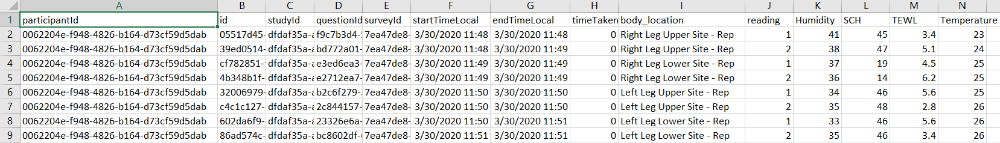 A B C D E F G H I J K L M N
1 participantId id studyId questionId surveyId startTimeLocal endTimeLocal timeTaken body_location reading Humidity SCH TEWL Temperature
2 0062204e-f948-4826-b164-d73cf59d5dab 05517d45- dfdaf35a-a f9c7b3d4- 7ea47de8- 3/30/2020 11:48 3/30/2020 11:48 0 Right Leg Upper Site - Rep 1 41 45 3.4 23
3 0062204e-f948-4826-b164-d73cf59d5dab 39ed0514- dfdaf35a-a bd772a01- 7ea47de8- 3/30/2020 11:48 3/30/2020 11:49 0 Right Leg Upper Site - Rep 2 38 47 5.1 24
4 0062204e-f948-4826-b164-d73cf59d5dab cf782851- dfdaf35a-a e3ed6ea3- 7ea47de8- 3/30/2020 11:49 3/30/2020 11:49 0 Right Leg Lower Site - Rep 1 37 19 4.5 25
5 0062204e-f948-4826-b164-d73cf59d5dab 4b348b1f- dfdaf35a-a e2712ea7- 7ea47de8- 3/30/2020 11:49 3/30/2020 11:49 0 Right Leg Lower Site - Rep 2 36 14 6.2 25
6 0062204e-f948-4826-b164-d73cf59d5dab 32006979- dfdaf35a-a b2c6f279- 7ea47de8- 3/30/2020 11:50 3/30/2020 11:50 0 Left Leg Upper Site - Rep 1 34 46 5.6 25
7 0062204e-f948-4826-b164-d73cf59d5dab c4c1c127- dfdaf35a-a 2c844157- 7ea47de8- 3/30/2020 11:50 3/30/2020 11:50 0 Left Leg Upper Site - Rep 2 35 48 2.8 26
8 0062204e-f948-4826-b164-d73cf59d5dab 602da6f9- dfdaf35a-a 23326e6a- 7ea47de8- 3/30/2020 11:50 3/30/2020 11:51 0 Left Leg Lower Site - Rep 1 33 46 5.6 26
9 0062204e-f948-4826-b164-d73cf59d5dab 86ad574c- dfdaf35a-a bc8602df- 7ea47de8- 3/30/2020 11:51 3/30/2020 11:51 0 Left Leg Lower Site - Rep 2 35 46 3.4 26